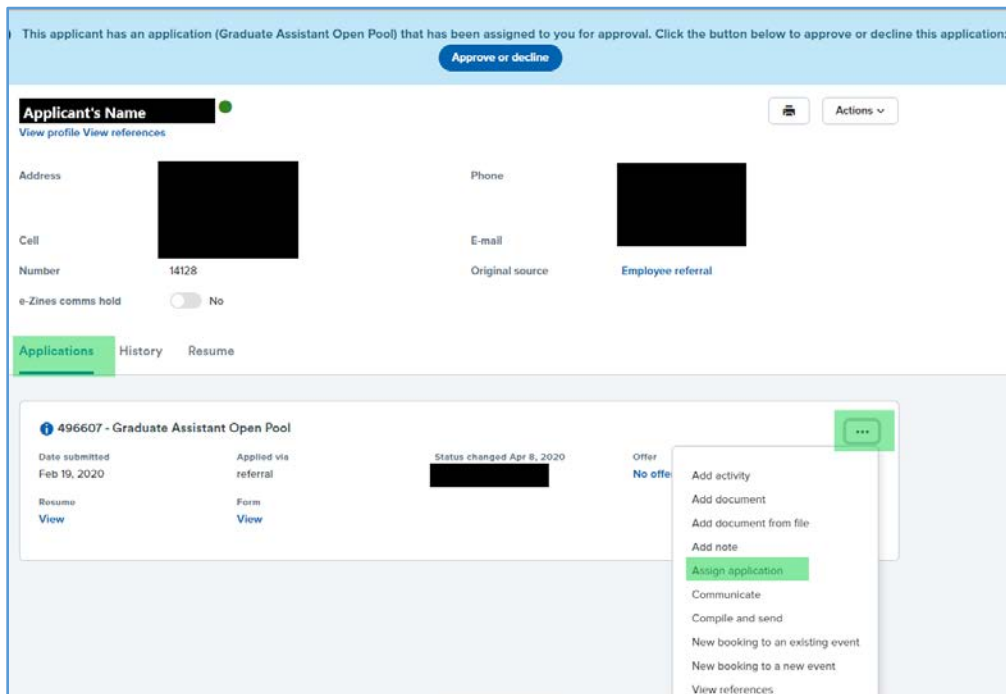 This applicant has an application (Graduate Assistant Open Pool) that has been assigned to you for approval. Click the button below to approve or decline this application:
Approve or decline
Applicant's Name
Actions
View profile View references
Address
Phone
Cell
E-mail
Number 14128
Original source Employee referral
e-Zines comms hold No
Applications History Resume
496607 - Graduate Assistant Open Pool
...
Date submitted Applied via Status changed Apr 8, 2020 Offer
Feb 19, 2020 referral No offe
Resume Form
View View
Add activity
Add document
Add document from file
Add note
Assign application
Communicate
Compile and send
New booking to an existing event
New booking to a new event
View references